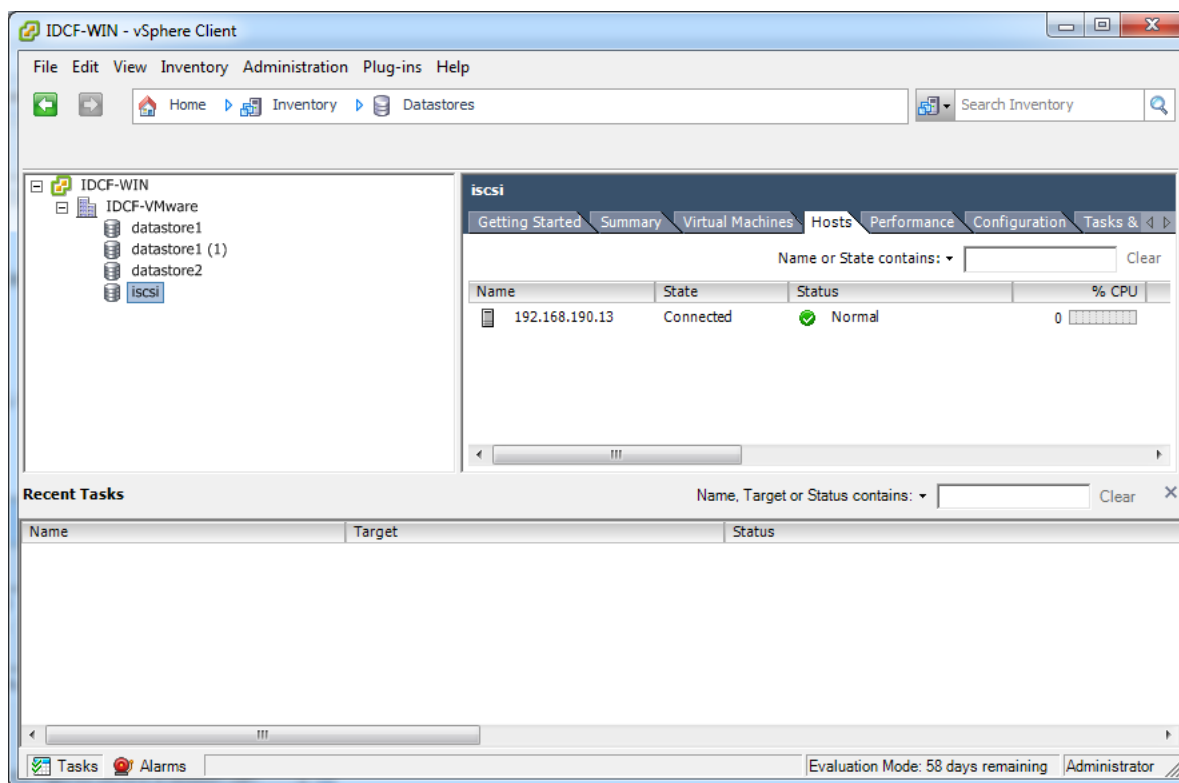 IDCF-WIN - vSphere Client
File Edit View Inventory Administration Plug-ins Help
Home Inventory Datastores Search Inventory
IDCF-WIN
IDCF-VMware
datastore1
datastore1 (1)
datastore2
iscsi
iscsi
Getting Started Summary Virtual Machines Hosts Performance Configuration Tasks &
Name or State contains: Clear
Name State Status % CPU
192.168.190.13 Connected Normal 0
Recent Tasks Name, Target or Status contains: Clear
Name Target Status
Tasks Alarms Evaluation Mode: 58 days remaining Administrator